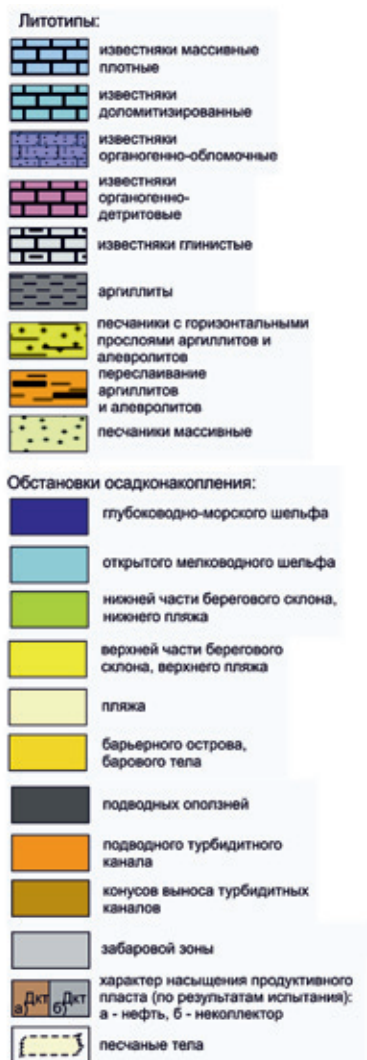 Литотипы:
известняки массивные
плотные
известняки
доломитизированные
известняки
органогенно-обломочные
известняки
органогенно-
детритовые
известняки глинистые
аргиллиты
песчаники с горизонтальными
прослоями аргиллитов и
алевролитов
переслаивание
аргиллитов
и алевролитов
песчаники массивные
Обстановки осадконакопления:
глубоководно-морского шельфа
открытого мелководного шельфа
нижней части берегового склона,
нижнего пляжа
верхней части берегового
склона, верхнего пляжа
пляжа
барьерного острова,
барового тела
подводных оползней
подводного турбидитного
канала
конусов выноса турбидитных
каналов
забаровой зоны
а) Дкт б) Дкт
характер насыщения продуктивного
пласта (по результатам испытания):
а - нефть, б - неколлектор
песчаные тела